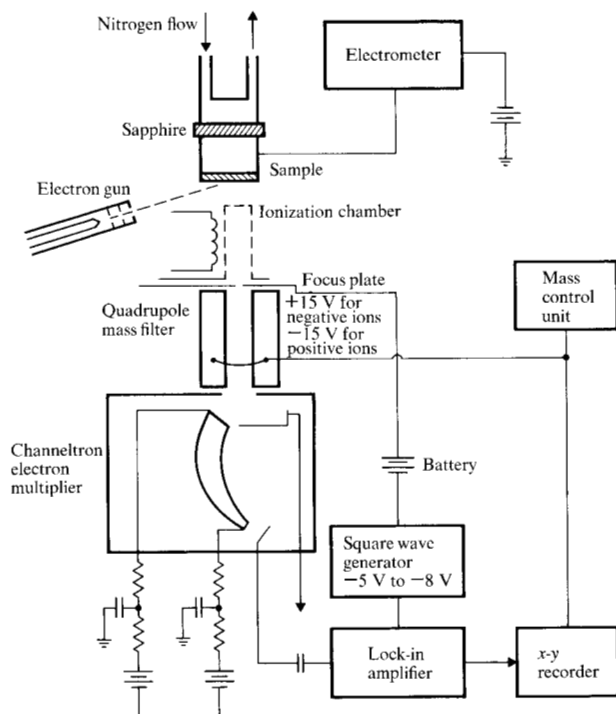 Nitrogen flow
Electrometer
Sapphire
Sample
Electron gun
Ionization chamber
Focus plate
Quadrupole
mass filter
+15 V for
negative ions
−15 V for
positive ions
Mass
control
unit
Channeltron
electron
multiplier
Battery
Square wave
generator
−5 V to −8 V
Lock-in
amplifier
x-y
recorder